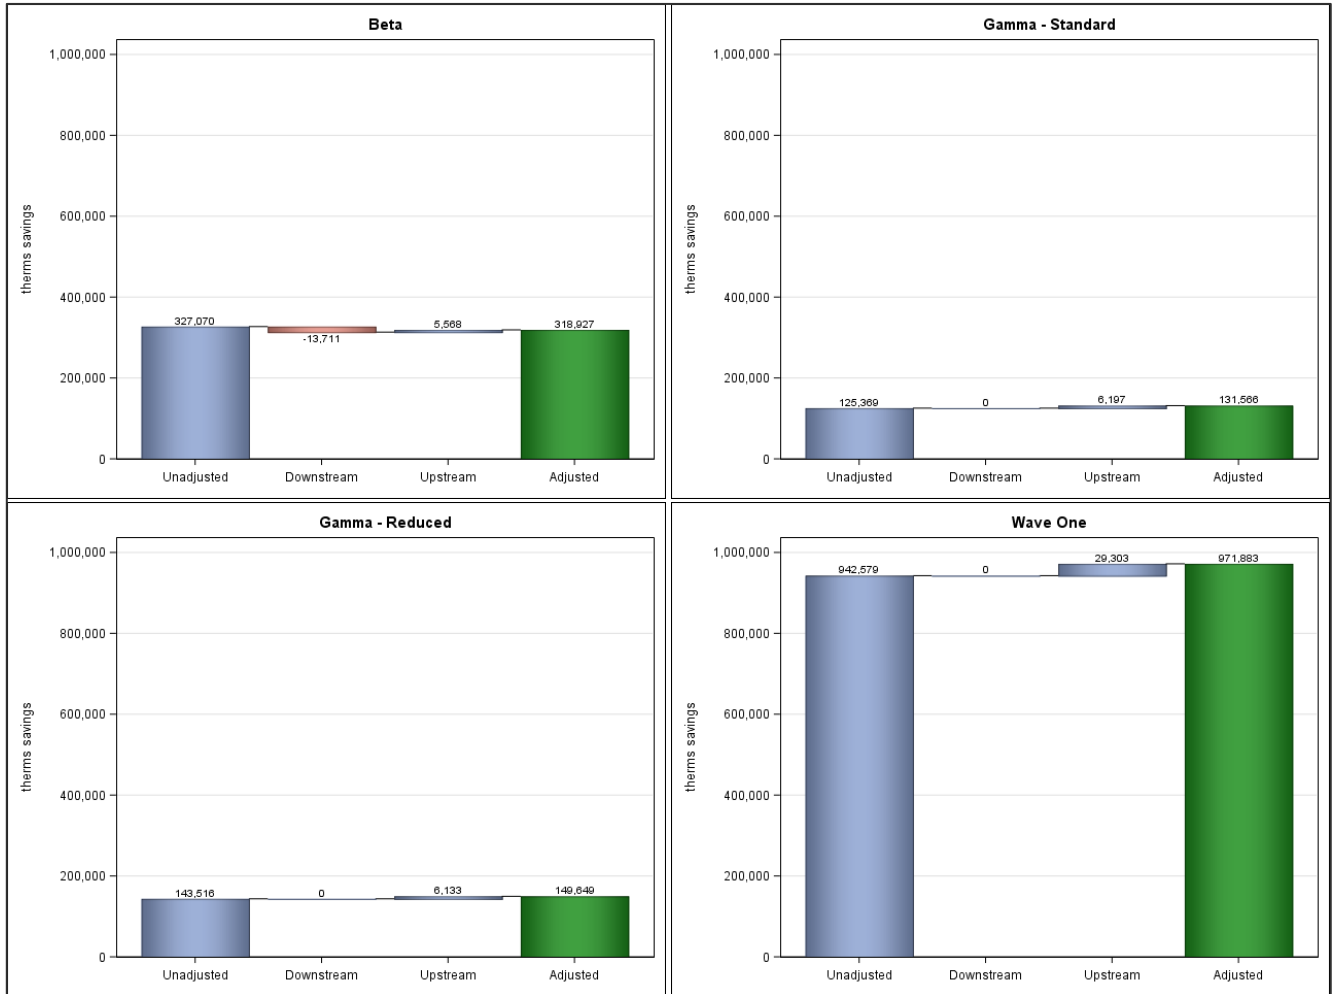 Beta
1,000,000
800,000
600,000
400,000
200,000
0
therms savings
327,070
-13,711
5,568
318,927
Unadjusted
Downstream
Upstream
Adjusted
Gamma - Standard
1,000,000
800,000
600,000
400,000
200,000
0
therms savings
125,369
0
6,197
131,566
Unadjusted
Downstream
Upstream
Adjusted
Gamma - Reduced
1,000,000
800,000
600,000
400,000
200,000
0
therms savings
143,516
0
6,133
149,649
Unadjusted
Downstream
Upstream
Adjusted
Wave One
1,000,000
800,000
600,000
400,000
200,000
0
therms savings
942,579
0
29,303
971,883
Unadjusted
Downstream
Upstream
Adjusted